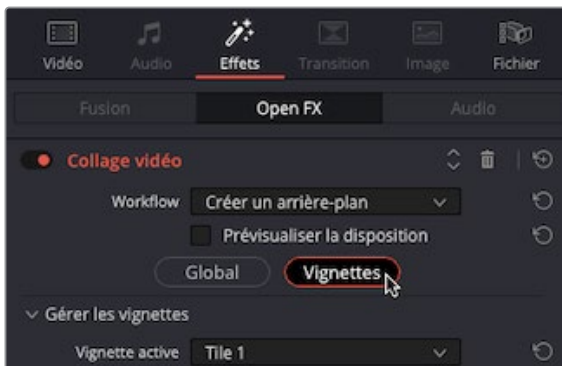 Vidéo Audio Effets Transition Image Fichier
Fusion Open FX Audio
Collage vidéo
Workflow Créer un arrière-plan
Prévisualiser la disposition
Global Vignettes
Gérer les vignettes
Vignette active Tile 1